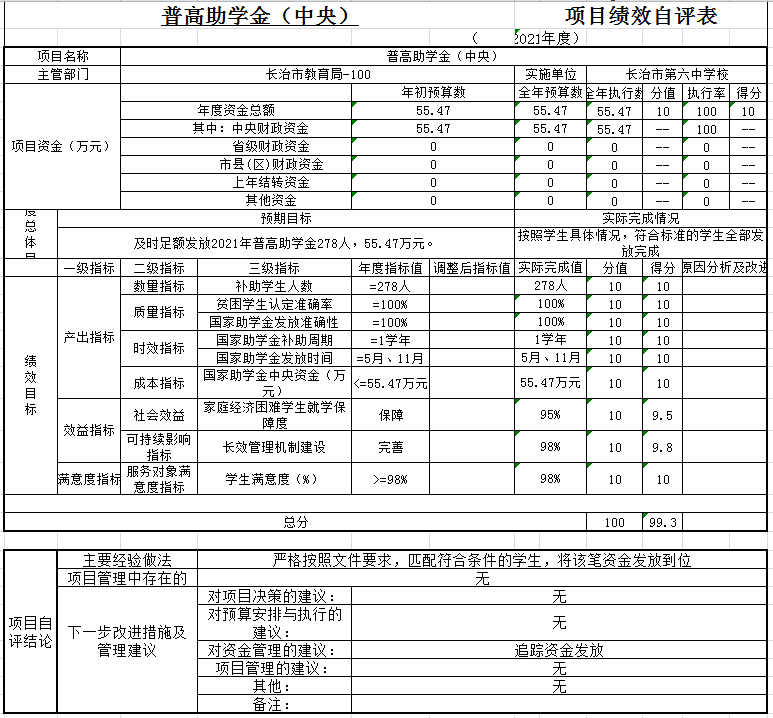 普高助学金（中央） 项目绩效自评表
（ 2021年度）
项目名称 普高助学金（中央）
主管部门 长治市教育局-100 实施单位 长治市第六中学校
项目资金（万元） 年初预算数 全年预算数 全年执行数 分值 执行率 得分
年度资金总额 55.47 55.47 55.47 10 100 10
其中：中央财政资金 55.47 55.47 55.47 -- 100 --
省级财政资金 0 0 0 -- 0 --
市县(区)财政资金 0 0 0 -- 0 --
上年结转资金 0 0 0 -- 0 --
其他资金 0 0 0 -- 0 --
度总体目 预期目标 实际完成情况
及时足额发放2021年普高助学金278人，55.47万元。 按照学生具体情况，符合标准的学生全部发放完成
绩效目标 一级指标 二级指标 三级指标 年度指标值 调整后指标值 实际完成值 分值 得分 原因分析及改进
产出指标 数量指标 补助学生人数 =278人 278人 10 10
质量指标 贫困学生认定准确率 =100% 100% 10 10
国家助学金发放准确性 =100% 100% 10 10
时效指标 国家助学金补助周期 =1学年 1学年 10 10
国家助学金发放时间 =5月、11月 5月、11月 10 10
成本指标 国家助学金中央资金（万元） <=55.47万元 55.47万元 10 10
效益指标 社会效益 家庭经济困难学生就学保障度 保障 95% 10 9.5
可持续影响指标 长效管理机制建设 完善 98% 10 9.8
满意度指标 服务对象满意度指标 学生满意度（%） >=98% 98% 10 10
总分 100 99.3
项目自评结论 主要经验做法 严格按照文件要求，匹配符合条件的学生，将该笔资金发放到位
项目管理中存在的 无
下一步改进措施及管理建议 对项目决策的建议： 无
对预算安排与执行的建议： 无
对资金管理的建议： 追踪资金发放
项目管理的建议： 无
其他： 无
备注：